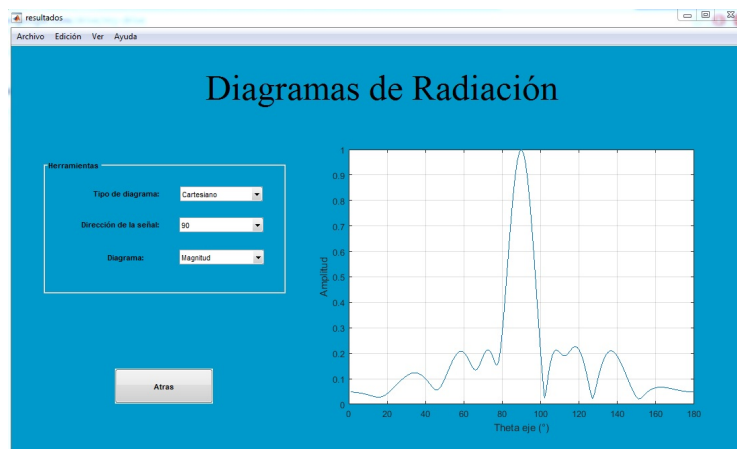 resultados
Archivo Edición Ver Ayuda
Diagramas de Radiación
Herramientas
Tipo de diagrama: Cartesiano
Dirección de la señal: 90
Diagrama: Magnitud
Atras
1
0.9
0.8
0.7
0.6
0.5
0.4
0.3
0.2
0.1
0
Amplitud
0 20 40 60 80 100 120 140 160 180
Theta eje (°)